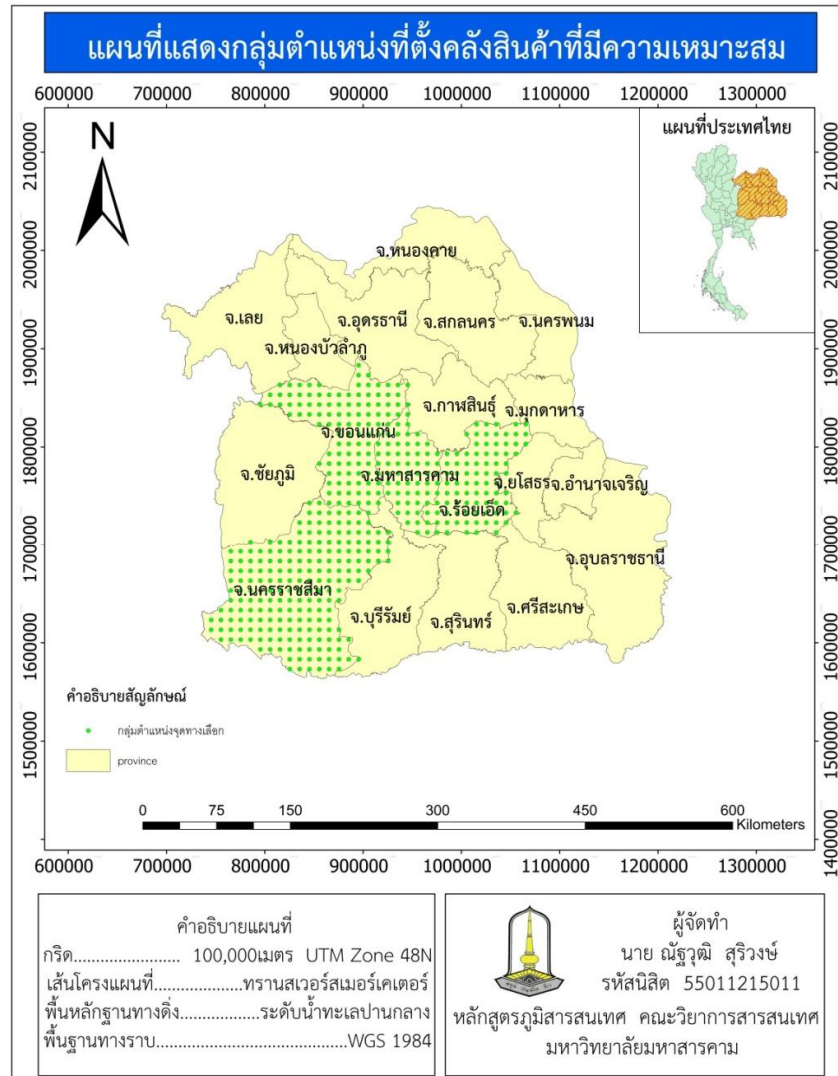 แผนที่แสดงกลุ่มตำแหน่งที่ตั้งคลังสินค้าที่มีความเหมาะสม
600000 700000 800000 900000 1000000 1100000 1200000 1300000
2100000 2100000
2000000 2000000
1900000 1900000
1800000 1800000
1700000 1700000
1600000 1600000
1500000 1500000
1400000 1400000
N
แผนที่ประเทศไทย
จ.หนองคาย
จ.เลย
จ.อุดรธานี
จ.สกลนคร
จ.นครพนม
จ.หนองบัวลำภู
จ.กาฬสินธุ์
จ.มุกดาหาร
จ.ขอนแก่น
จ.ชัยภูมิ
จ.มหาสารคาม
จ.ยโสธร
จ.อำนาจเจริญ
จ.ร้อยเอ็ด
จ.อุบลราชธานี
จ.นครราชสีมา
จ.บุรีรัมย์
จ.สุรินทร์
จ.ศรีสะเกษ
คำอธิบายสัญลักษณ์
กลุ่มตำแหน่งจุดทางเลือก
province
0 75 150 300 450 600
Kilometers
600000 700000 800000 900000 1000000 1100000 1200000 1300000
คำอธิบายแผนที่
กริด....................... 100,000เมตร UTM Zone 48N
เส้นโครงแผนที่....................ทรานสเวอร์สเมอร์เคเตอร์
พื้นหลักฐานทางดิ่ง..................ระดับน้ำทะเลปานกลาง
พื้นฐานทางราบ...........................................WGS 1984
ผู้จัดทำ
นาย ณัฐวุฒิ สุริวงษ์
รหัสนิสิต 55011215011
หลักสูตรภูมิสารสนเทศ คณะวิยาการสารสนเทศ
มหาวิทยาลัยมหาสารคาม